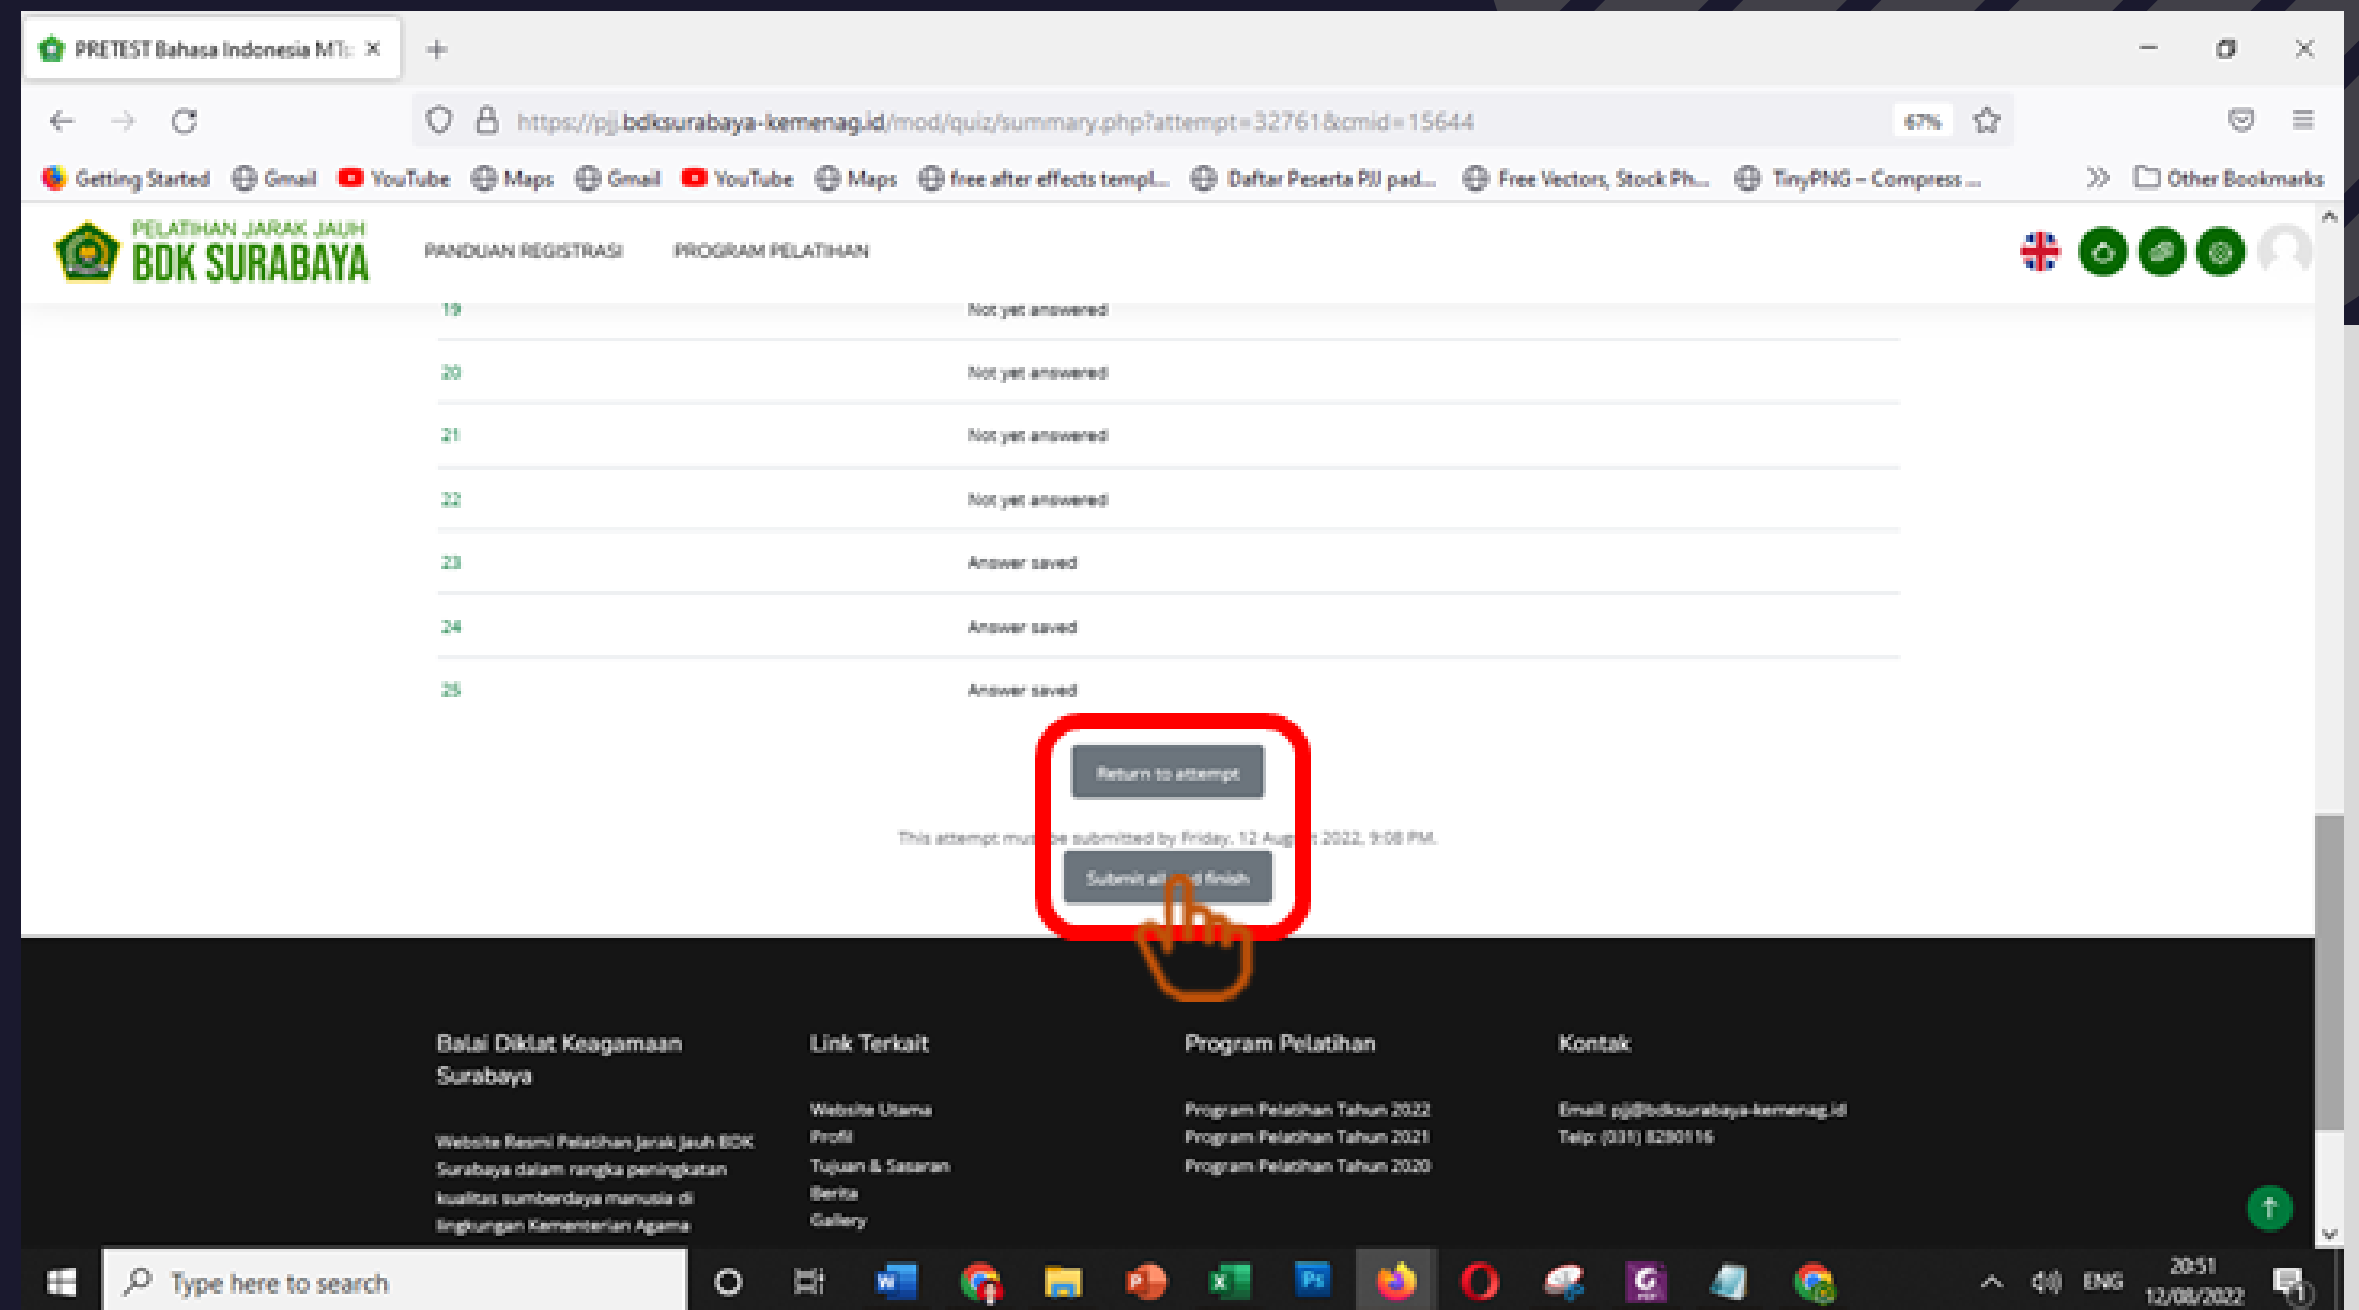 PRETEST Bahasa Indonesia MTs
https://pjj.bdksurabaya-kemenag.id/mod/quiz/summary.php?attempt=32761&cmid=15644
67%
Getting Started
Gmail
YouTube
Maps
Gmail
YouTube
Maps
free after effects templ...
Daftar Peserta PJJ pad...
Free Vectors, Stock Ph...
TinyPNG – Compress ...
Other Bookmarks
PELATIHAN JARAK JAUH
BDK SURABAYA
PANDUAN REGISTRASI
PROGRAM PELATIHAN
19 Not yet answered
20 Not yet answered
21 Not yet answered
22 Not yet answered
23 Answer saved
24 Answer saved
25 Answer saved
Return to attempt
This attempt must be submitted by Friday, 12 August 2022, 9:08 PM.
Submit all and finish
Balai Diklat Keagamaan
Surabaya
Website Resmi Pelatihan Jarak Jauh BDK
Surabaya dalam rangka peningkatan
kualitas sumberdaya manusia di
lingkungan Kementerian Agama
Link Terkait
Website Utama
Profil
Tujuan & Sasaran
Berita
Gallery
Program Pelatihan
Program Pelatihan Tahun 2022
Program Pelatihan Tahun 2021
Program Pelatihan Tahun 2020
Kontak
Email: pjj@bdksurabaya-kemenag.id
Telp: (031) 8280116
Type here to search
ENG
20:51
12/08/2022